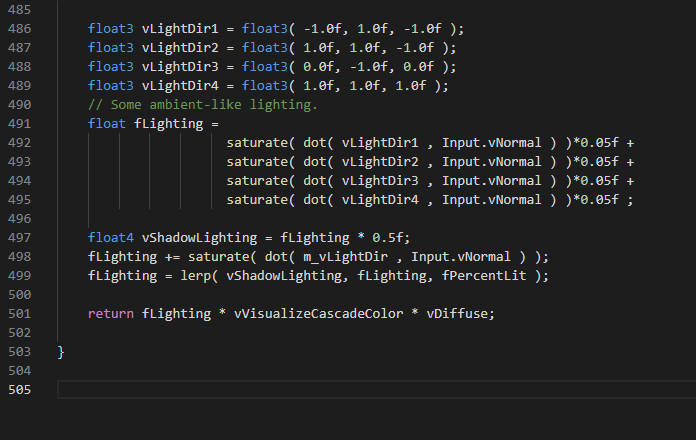 485
486 float3 vLightDir1 = float3( -1.0f, 1.0f, -1.0f );
487 float3 vLightDir2 = float3( 1.0f, 1.0f, -1.0f );
488 float3 vLightDir3 = float3( 0.0f, -1.0f, 0.0f );
489 float3 vLightDir4 = float3( 1.0f, 1.0f, 1.0f );
490 // Some ambient-like lighting.
491 float fLighting =
492 saturate( dot( vLightDir1 , Input.vNormal ) )*0.05f +
493 saturate( dot( vLightDir2 , Input.vNormal ) )*0.05f +
494 saturate( dot( vLightDir3 , Input.vNormal ) )*0.05f +
495 saturate( dot( vLightDir4 , Input.vNormal ) )*0.05f ;
496
497 float4 vShadowLighting = fLighting * 0.5f;
498 fLighting += saturate( dot( m_vLightDir , Input.vNormal ) );
499 fLighting = lerp( vShadowLighting, fLighting, fPercentLit );
500
501 return fLighting * vVisualizeCascadeColor * vDiffuse;
502
503 }
504
505